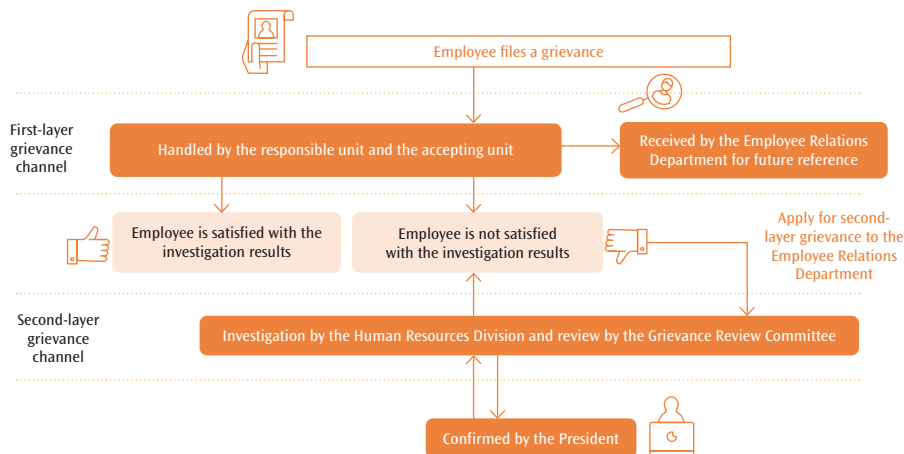 Employee files a grievance
First-layer
grievance
channel
Handled by the responsible unit and the accepting unit
Received by the Employee Relations
Department for future reference
Employee is satisfied with the
investigation results
Employee is not satisfied
with the investigation results
Apply for second-
layer grievance to the
Employee Relations
Department
Second-layer
grievance
channel
Investigation by the Human Resources Division and review by the Grievance Review Committee
Confirmed by the President